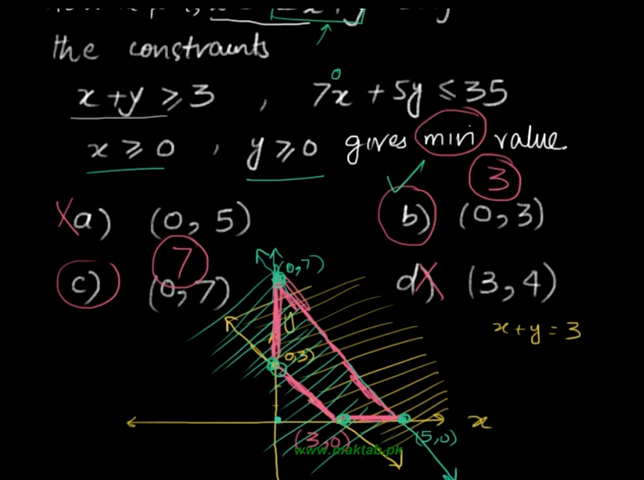 the constraints
x + y ≥ 3 , 7x + 5y ≤ 35
0
x ≥ 0 , y ≥ 0 gives min value
3
a) (0, 5) b) (0, 3)
7
c) (0, 7) d) (3, 4)
(0,7)
x + y = 3
y
(0,3)
x
(3,0) (5,0)
www.maktab.pk